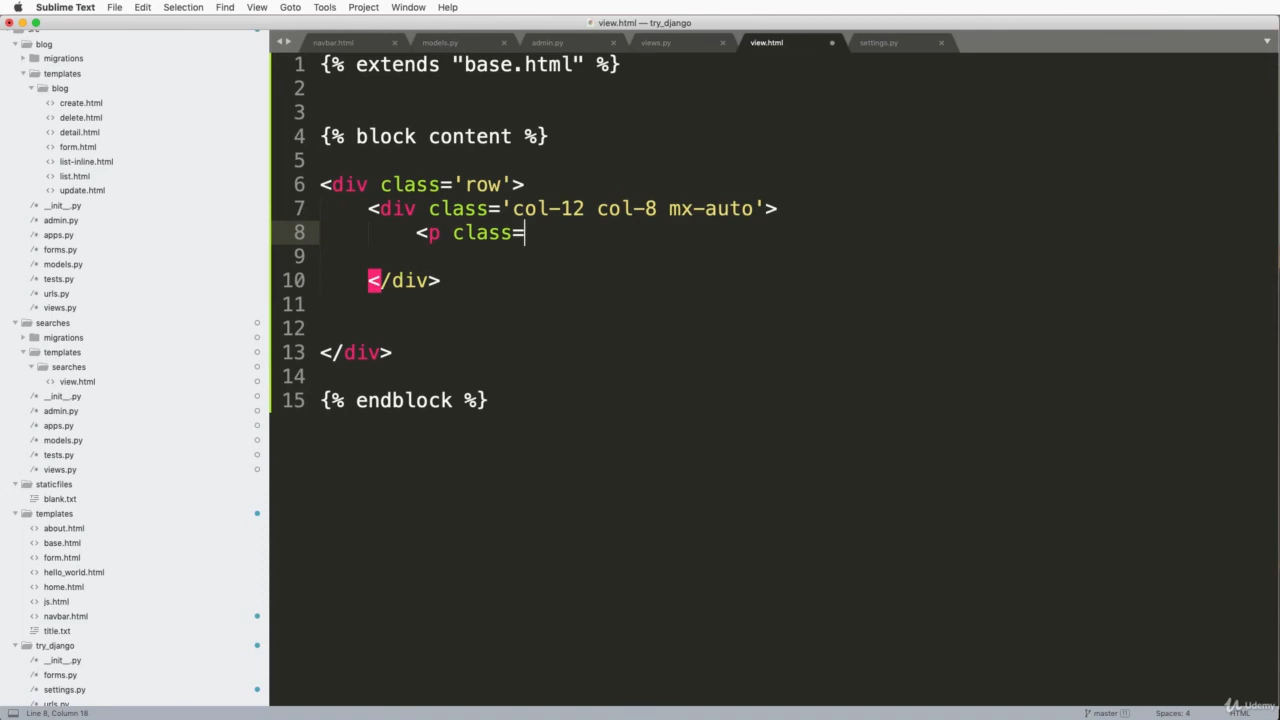 Sublime Text File Edit Selection Find View Goto Tools Project Window Help
view.html — try_django
navbar.html models.py admin.py views.py view.html settings.py
blog
migrations
templates
blog
create.html
delete.html
detail.html
form.html
list-inline.html
list.html
update.html
__init__.py
admin.py
apps.py
forms.py
models.py
tests.py
urls.py
views.py
searches
migrations
templates
searches
view.html
__init__.py
admin.py
apps.py
models.py
tests.py
views.py
staticfiles
blank.txt
templates
about.html
base.html
form.html
hello_world.html
home.html
js.html
navbar.html
title.txt
try_django
__init__.py
forms.py
settings.py
urls.py
1 {% extends "base.html" %}
2
3
4 {% block content %}
5
6 <div class='row'>
7 <div class='col-12 col-8 mx-auto'>
8 <p class=
9
10 </div>
11
12
13 </div>
14
15 {% endblock %}
Line 8, Column 18 master 11 Spaces: 4 HTML
Udemy